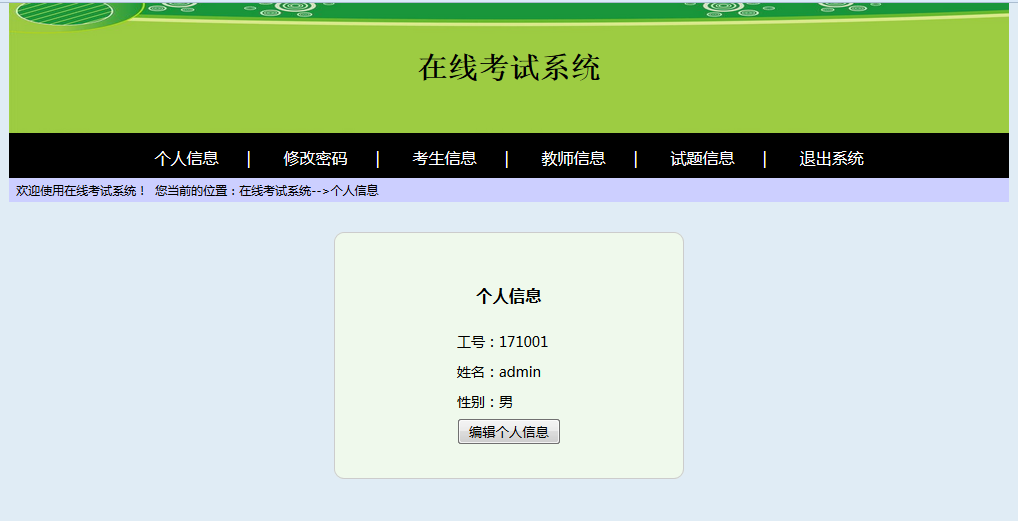 在线考试系统
个人信息 | 修改密码 | 考生信息 | 教师信息 | 试题信息 | 退出系统
欢迎使用在线考试系统！ 您当前的位置：在线考试系统-->个人信息
个人信息
工号：171001
姓名：admin
性别：男
编辑个人信息